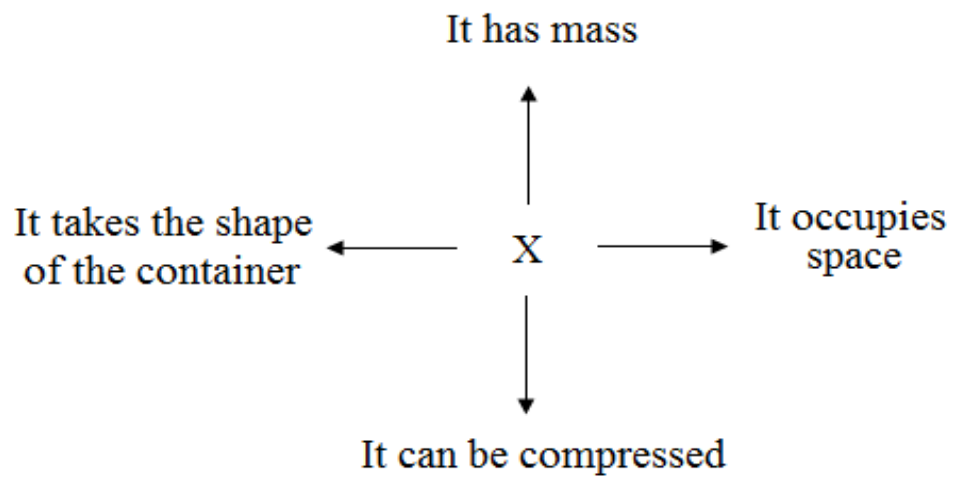 It has mass
It takes the shape
of the container
X
It occupies
space
It can be compressed